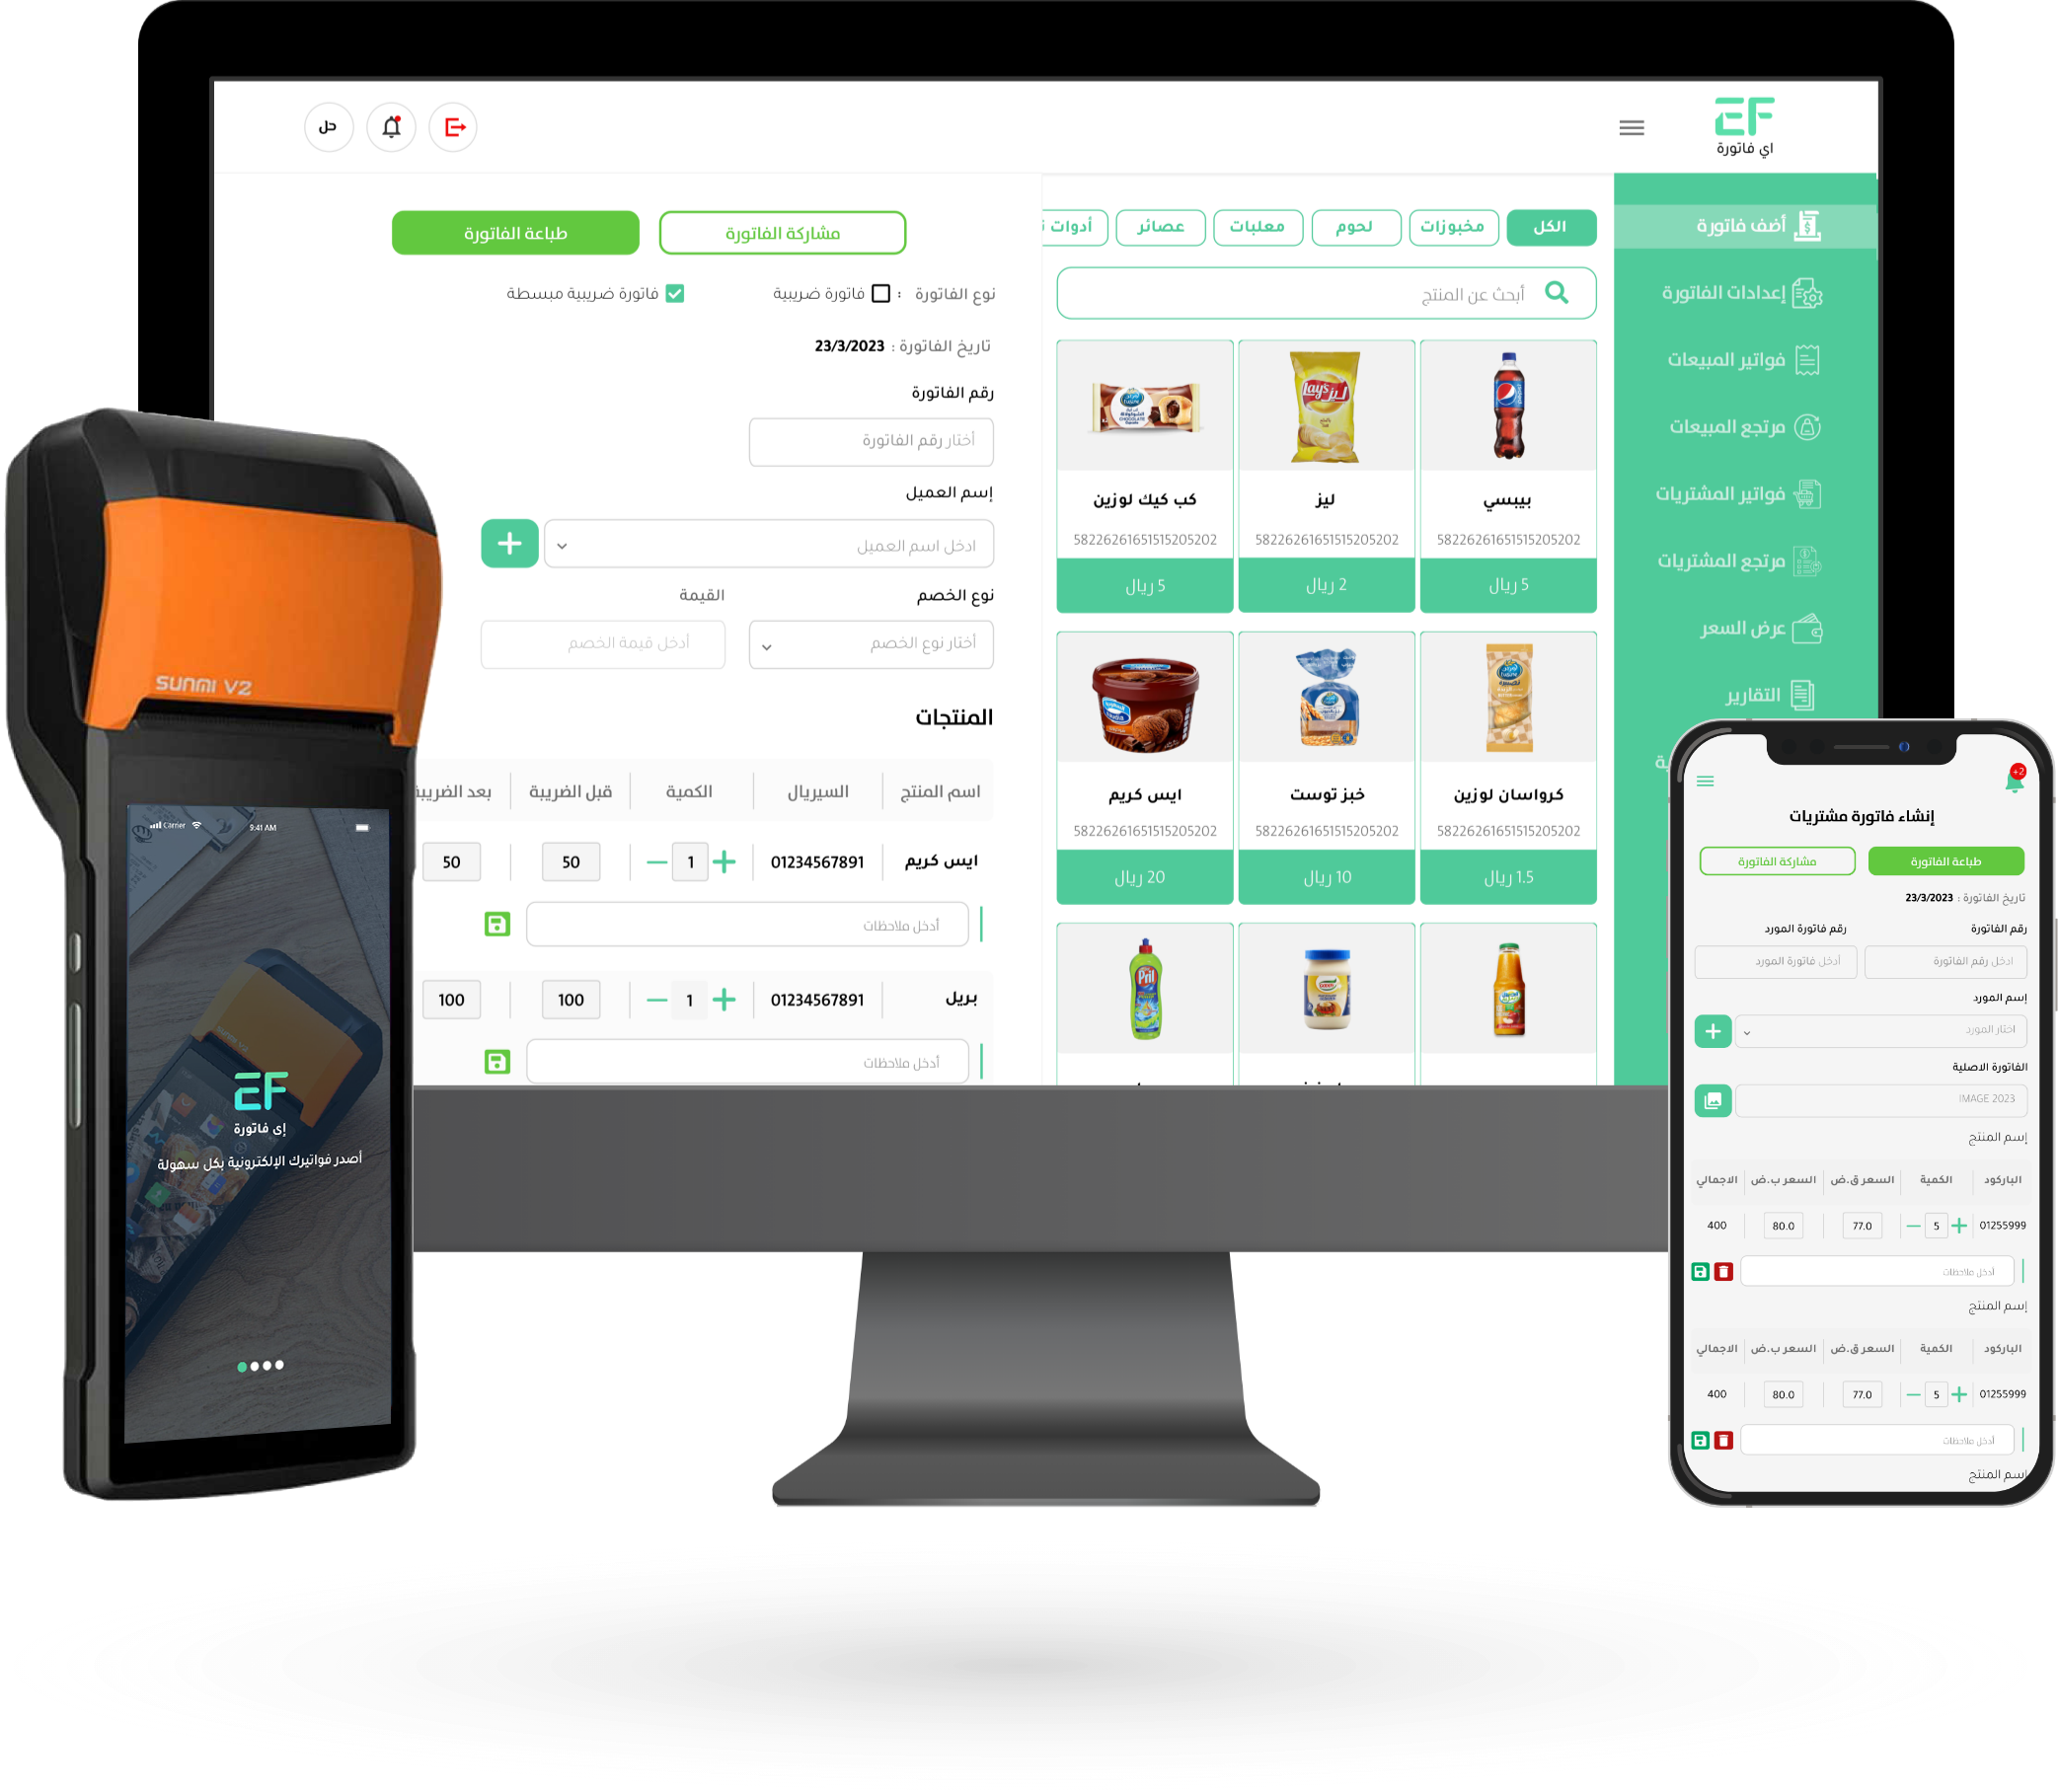 EF
اي فاتورة
حل
أضف فاتورة
إعدادات الفاتورة
فواتير المبيعات
مرتجع المبيعات
فواتير المشتريات
مرتجع المشتريات
عرض السعر
التقارير
الكل
مخبوزات
لحوم
معلبات
عصائر
أدوات
أبحث عن المنتج
بيبسي
58226261651515205202
5 ريال
ليز
58226261651515205202
2 ريال
كب كيك لوزين
58226261651515205202
5 ريال
كرواسان لوزين
58226261651515205202
1.5 ريال
خبز توست
58226261651515205202
10 ريال
ايس كريم
58226261651515205202
20 ريال
Lay's
ليز
pepsi
Pril
مشاركة الفاتورة
طباعة الفاتورة
نوع الفاتورة : فاتورة ضريبية فاتورة ضريبية مبسطة
تاريخ الفاتورة : 23/3/2023
رقم الفاتورة
أختار رقم الفاتورة
إسم العميل
ادخل اسم العميل
نوع الخصم القيمة
أختار نوع الخصم أدخل قيمة الخصم
المنتجات
اسم المنتج السيريال الكمية قبل الضريبة بعد الضريبة
ايس كريم 01234567891 + 1 – 50 50
أدخل ملاحظات
بريل 01234567891 + 1 – 100 100
أدخل ملاحظات
SUNMI V2
Carrier 9:41 AM
SUNMI V2
EF
إى فاتورة
أصدر فواتيرك الإلكترونية بكل سهولة
+2
إنشاء فاتورة مشتريات
طباعة الفاتورة مشاركة الفاتورة
تاريخ الفاتورة : 23/3/2023
رقم الفاتورة رقم فاتورة المورد
ادخل رقم الفاتورة أدخل فاتورة المورد
إسم المورد
اختار المورد
الفاتورة الاصلية
IMAGE 2023
إسم المنتج
الباركود الكمية السعر ق.ض السعر ب.ض الاجمالي
01255999 + 5 – 77.0 80.0 400
أدخل ملاحظات
إسم المنتج
الباركود الكمية السعر ق.ض السعر ب.ض الاجمالي
01255999 + 5 – 77.0 80.0 400
أدخل ملاحظات
إسم المنتج